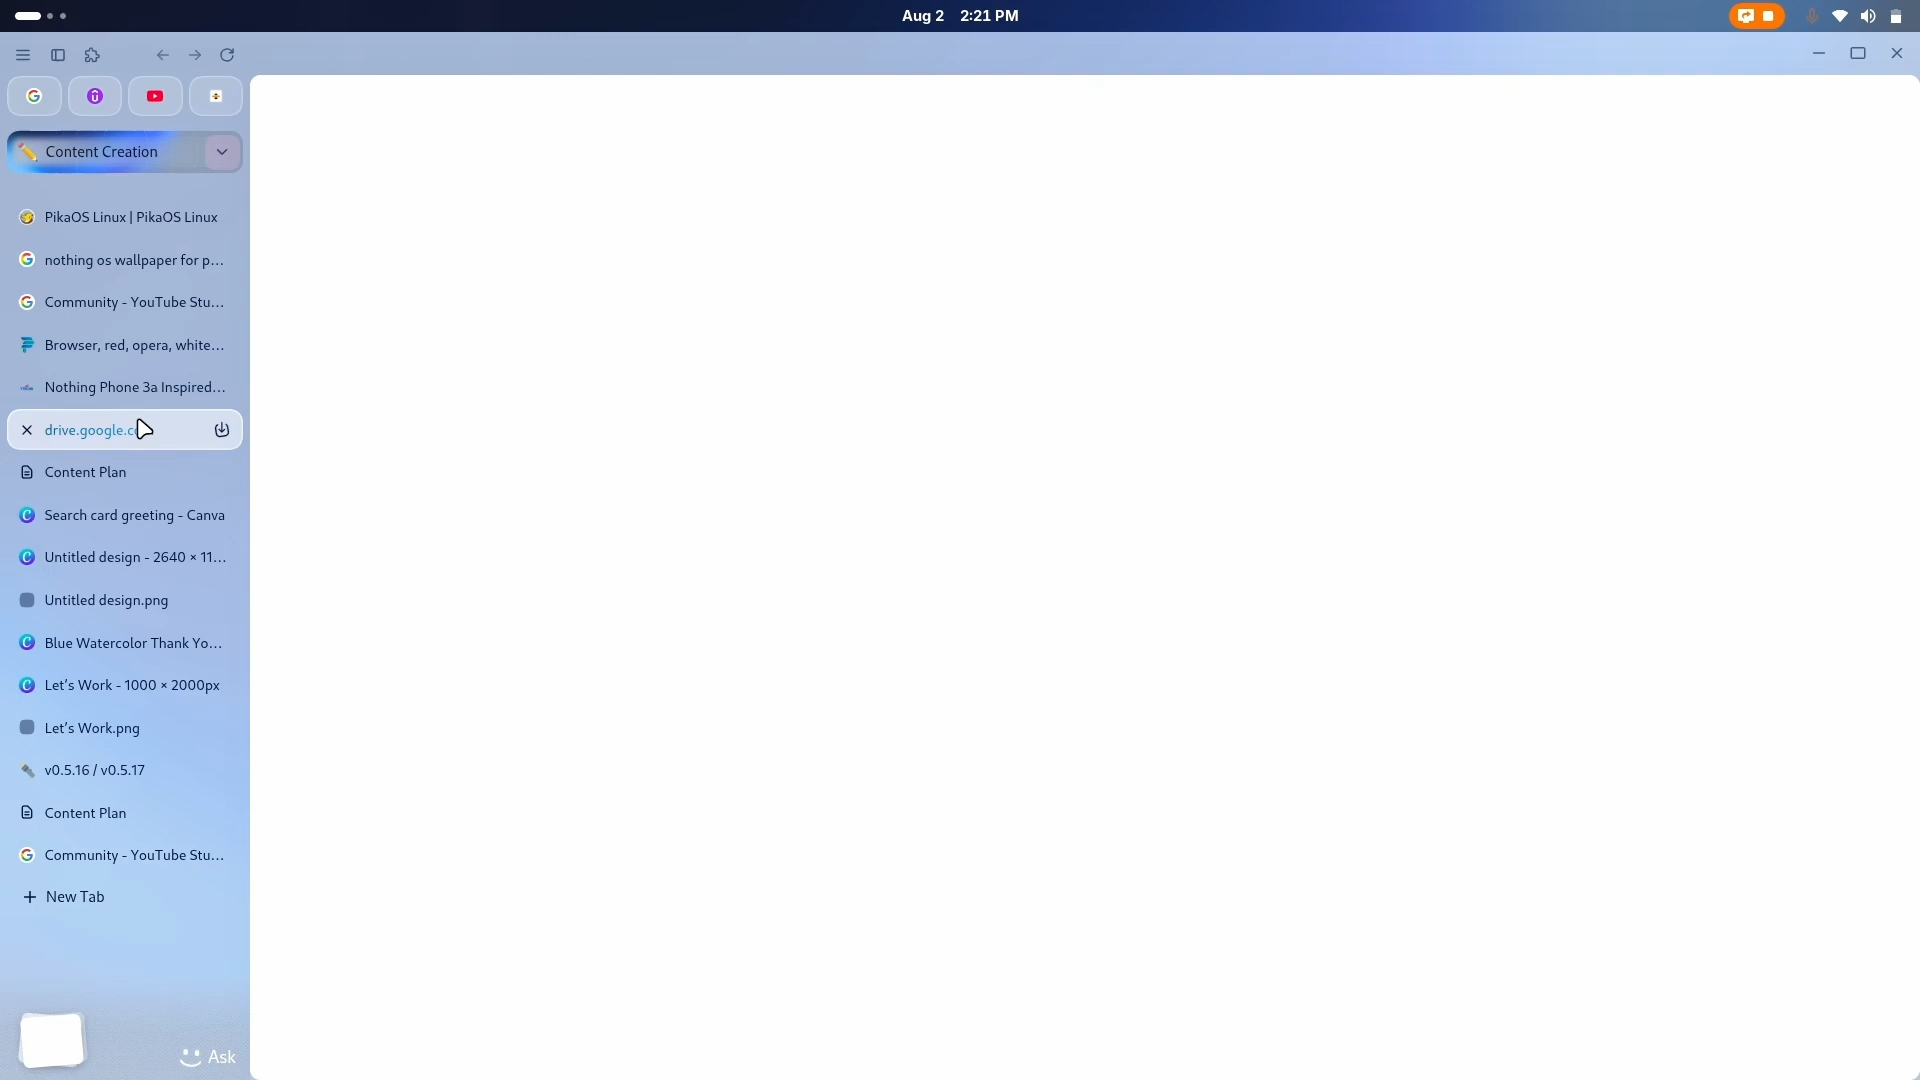 Aug 2 2:21 PM
Content Creation
PikaOS Linux | PikaOS Linux
nothing os wallpaper for p...
Community - YouTube Stu...
Browser, red, opera, white...
Nothing Phone 3a Inspired...
drive.google.c
Content Plan
Search card greeting - Canva
Untitled design - 2640 × 11...
Untitled design.png
Blue Watercolor Thank Yo...
Let's Work - 1000 × 2000px
Let's Work.png
v0.5.16 / v0.5.17
Content Plan
Community - YouTube Stu...
New Tab
Ask